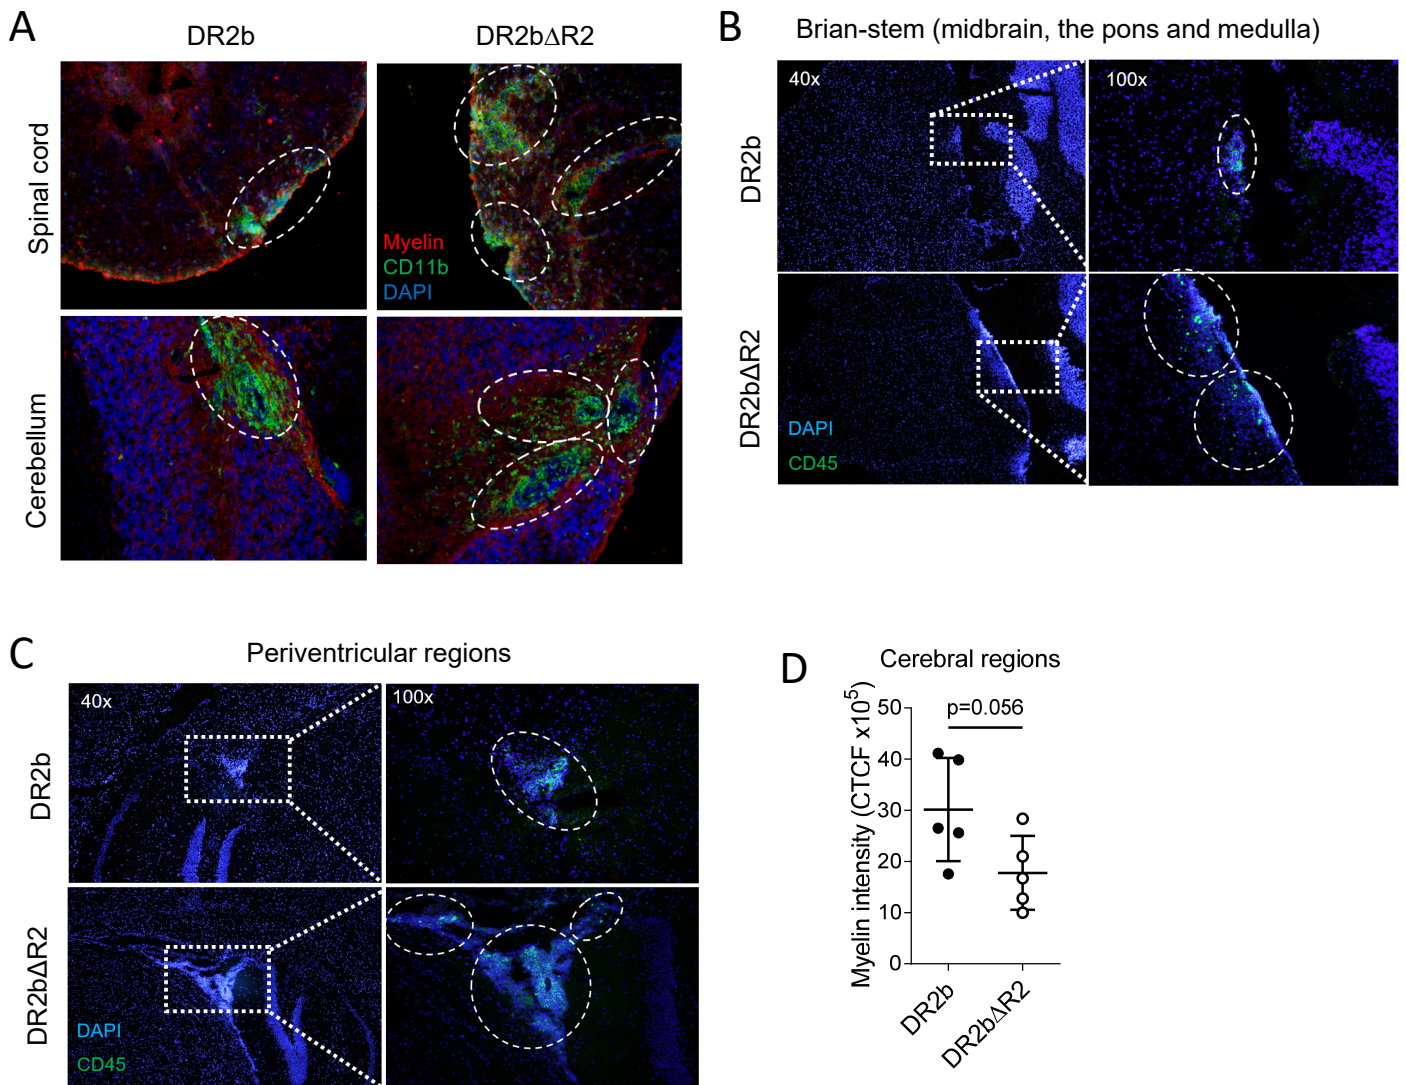 A
DR2b
DR2bΔR2
Spinal cord
Myelin
CD11b
DAPI
Cerebellum
B
Brian-stem (midbrain, the pons and medulla)
40x
100x
DR2b
DR2bΔR2
DAPI
CD45
C
Periventricular regions
40x
100x
DR2b
DR2bΔR2
DAPI
CD45
D
Cerebral regions
p=0.056
Myelin intensity (CTCF x10⁵)
50
40
30
20
10
0
DR2b
DR2bΔR2